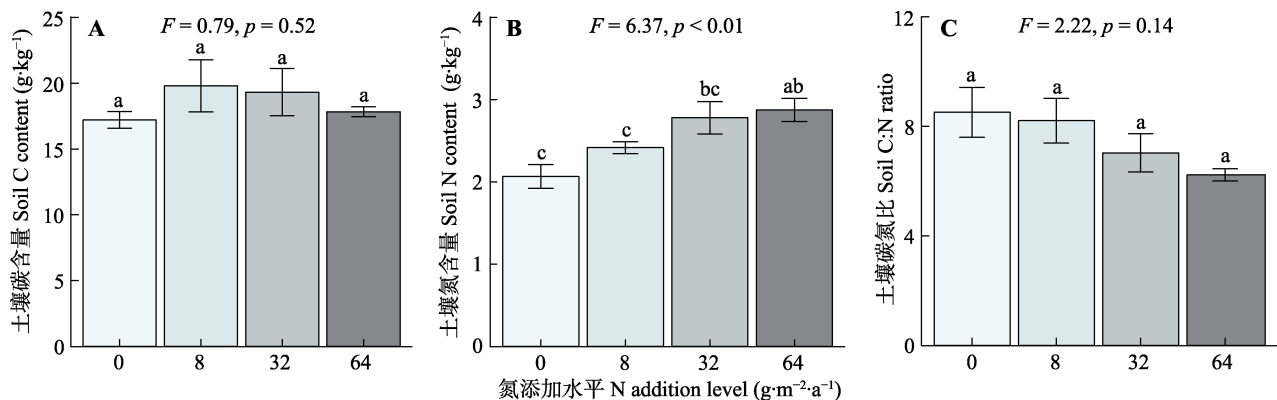 土壤碳含量 Soil C content (g·kg⁻¹)
25
20
15
10
5
0
A
F = 0.79, p = 0.52
a
a
a
a
0
8
32
64
土壤氮含量 Soil N content (g·kg⁻¹)
4
3
2
1
0
B
F = 6.37, p < 0.01
c
c
bc
ab
0
8
32
64
氮添加水平 N addition level (g·m⁻²·a⁻¹)
土壤碳氮比 Soil C:N ratio
12
8
4
0
C
F = 2.22, p = 0.14
a
a
a
a
0
8
32
64